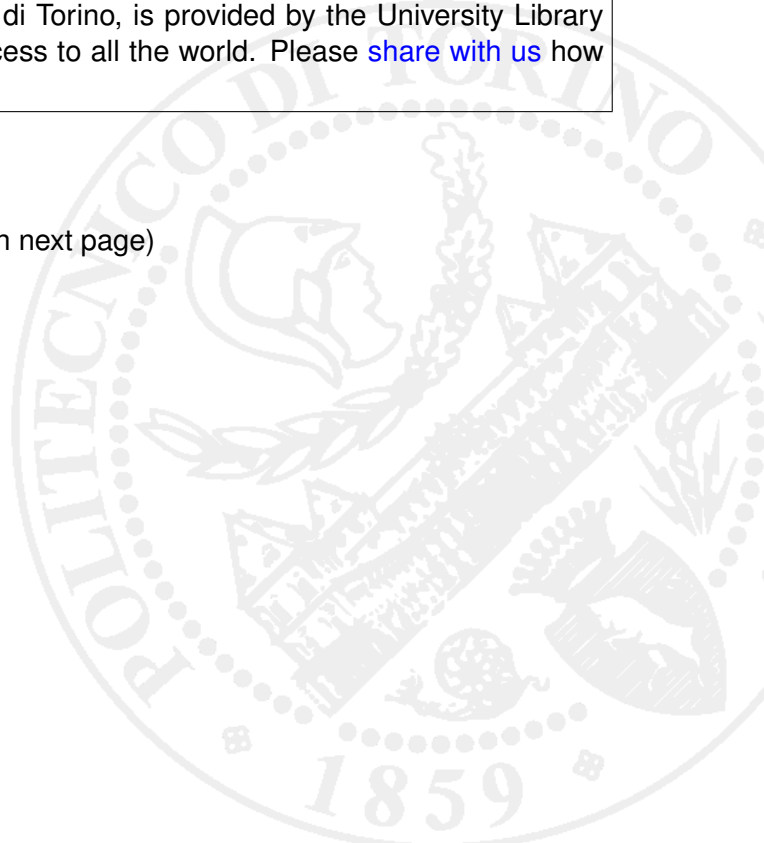 di Torino, is provided by the University Library
cess to all the world. Please share with us how
n next page)
POLITECNICO DI TORINO
1859